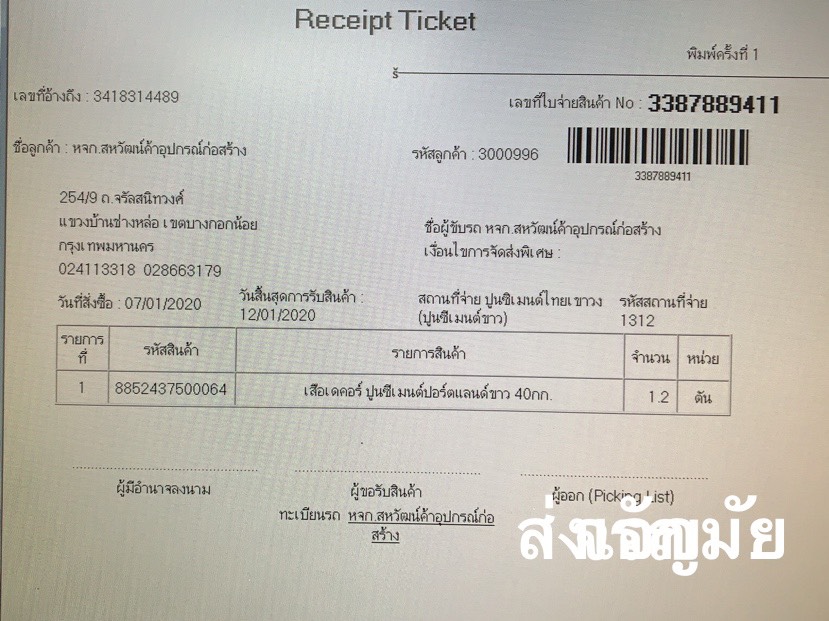 Receipt Ticket
พิมพ์ครั้งที่ 1
เลขที่อ้างถึง : 3418314489
เลขที่ใบจ่ายสินค้า No : 3387889411
ชื่อลูกค้า : หจก.สหวัฒน์ค้าอุปกรณ์ก่อสร้าง
รหัสลูกค้า : 3000996
3387889411
254/9 ถ.จรัลสนิทวงศ์
แขวงบ้านช่างหล่อ เขตบางกอกน้อย
กรุงเทพมหานคร
024113318 028663179
ชื่อผู้ขับรถ หจก.สหวัฒน์ค้าอุปกรณ์ก่อสร้าง
เงื่อนไขการจัดส่งพิเศษ :
วันที่สั่งซื้อ : 07/01/2020
วันสิ้นสุดการรับสินค้า :
12/01/2020
สถานที่จ่าย ปูนซิเมนต์ไทยเขาวง
(ปูนซีเมนต์ขาว)
รหัสสถานที่จ่าย
1312
รายการ
ที่ รหัสสินค้า รายการสินค้า จำนวน หน่วย
1 8852437500064 เสือเดคอร์ ปูนซีเมนต์ปอร์ตแลนด์ขาว 40กก. 1.2 ตัน
ผู้มีอำนาจลงนาม
ผู้ขอรับสินค้า
ผู้ออก (Picking List)
ทะเบียนรถ หจก.สหวัฒน์ค้าอุปกรณ์ก่อ
สร้าง